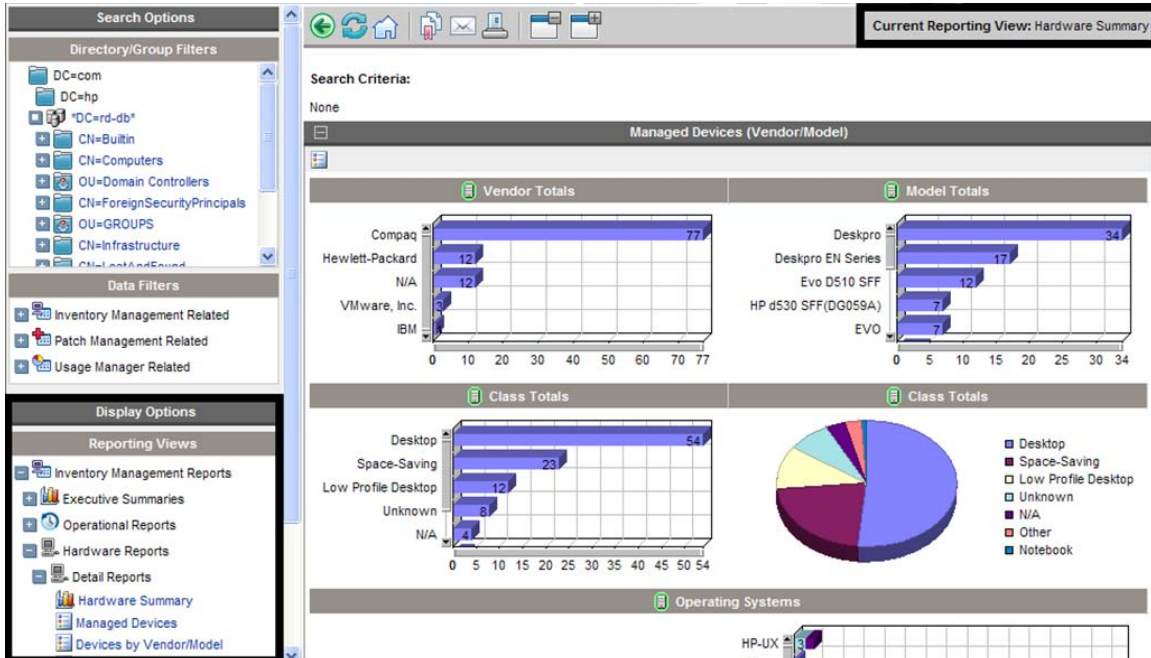 Search Options
Directory/Group Filters
DC=com
DC=hp
*DC=rd-db*
CN=Builtin
CN=Computers
OU=Domain Controllers
CN=ForeignSecurityPrincipals
OU=GROUPS
CN=Infrastructure
CN=LostAndFound
Data Filters
Inventory Management Related
Patch Management Related
Usage Manager Related
Display Options
Reporting Views
Inventory Management Reports
Executive Summaries
Operational Reports
Hardware Reports
Detail Reports
Hardware Summary
Managed Devices
Devices by Vendor/Model
Current Reporting View: Hardware Summary
Search Criteria:
None
Managed Devices (Vendor/Model)
Vendor Totals
Compaq 77
Hewlett-Packard 12
N/A 12
VMware, Inc. 3
IBM
0 10 20 30 40 50 60 70 77
Model Totals
Deskpro 34
Deskpro EN Series 17
Evo D510 SFF 12
HP d530 SFF(DG059A) 7
EVO 7
0 5 10 15 20 25 30 34
Class Totals
Desktop 54
Space-Saving 23
Low Profile Desktop 12
Unknown 8
N/A 4
0 5 10 15 20 25 30 35 40 45 50 54
Class Totals
Desktop
Space-Saving
Low Profile Desktop
Unknown
N/A
Other
Notebook
Operating Systems
HP-UX 3